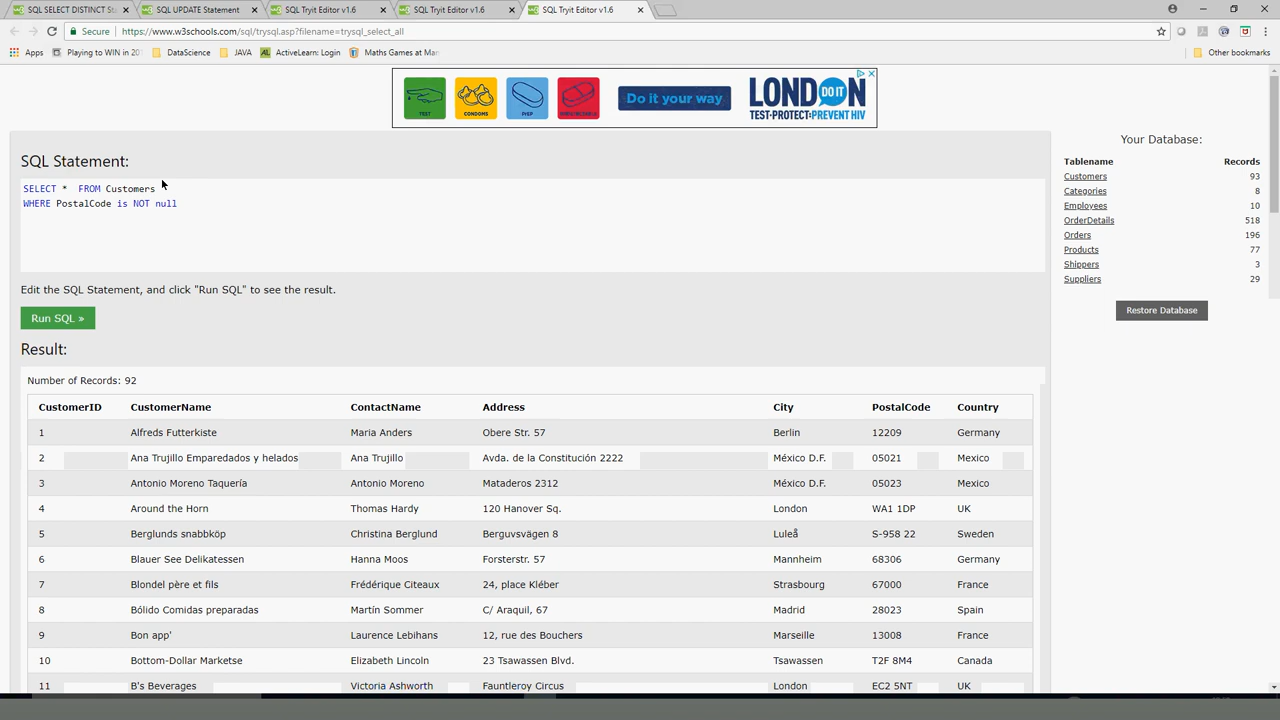 SQL SELECT DISTINCT Sta
SQL UPDATE Statement
SQL Tryit Editor v1.6
SQL Tryit Editor v1.6
SQL Tryit Editor v1.6
Secure https://www.w3schools.com/sql/trysql.asp?filename=trysql_select_all
Apps Playing to WIN in 201 DataScience JAVA AL ActiveLearn: Login Maths Games at Man Other bookmarks
TEST CONDOMS PrEP Do it your way LONDON DO IT
TEST•PROTECT•PREVENT HIV
Your Database:
SQL Statement:
Tablename Records
SELECT * FROM Customers
WHERE PostalCode is NOT null
Customers 93
Categories 8
Employees 10
OrderDetails 518
Orders 196
Products 77
Shippers 3
Suppliers 29
Edit the SQL Statement, and click "Run SQL" to see the result.
Restore Database
Run SQL »
Result:
Number of Records: 92
CustomerID CustomerName ContactName Address City PostalCode Country
1 Alfreds Futterkiste Maria Anders Obere Str. 57 Berlin 12209 Germany
2 Ana Trujillo Emparedados y helados Ana Trujillo Avda. de la Constitución 2222 México D.F. 05021 Mexico
3 Antonio Moreno Taquería Antonio Moreno Mataderos 2312 México D.F. 05023 Mexico
4 Around the Horn Thomas Hardy 120 Hanover Sq. London WA1 1DP UK
5 Berglunds snabbköp Christina Berglund Berguvsvägen 8 Luleå S-958 22 Sweden
6 Blauer See Delikatessen Hanna Moos Forsterstr. 57 Mannheim 68306 Germany
7 Blondel père et fils Frédérique Citeaux 24, place Kléber Strasbourg 67000 France
8 Bólido Comidas preparadas Martín Sommer C/ Araquil, 67 Madrid 28023 Spain
9 Bon app' Laurence Lebihans 12, rue des Bouchers Marseille 13008 France
10 Bottom-Dollar Marketse Elizabeth Lincoln 23 Tsawassen Blvd. Tsawassen T2F 8M4 Canada
11 B's Beverages Victoria Ashworth Fauntleroy Circus London EC2 5NT UK